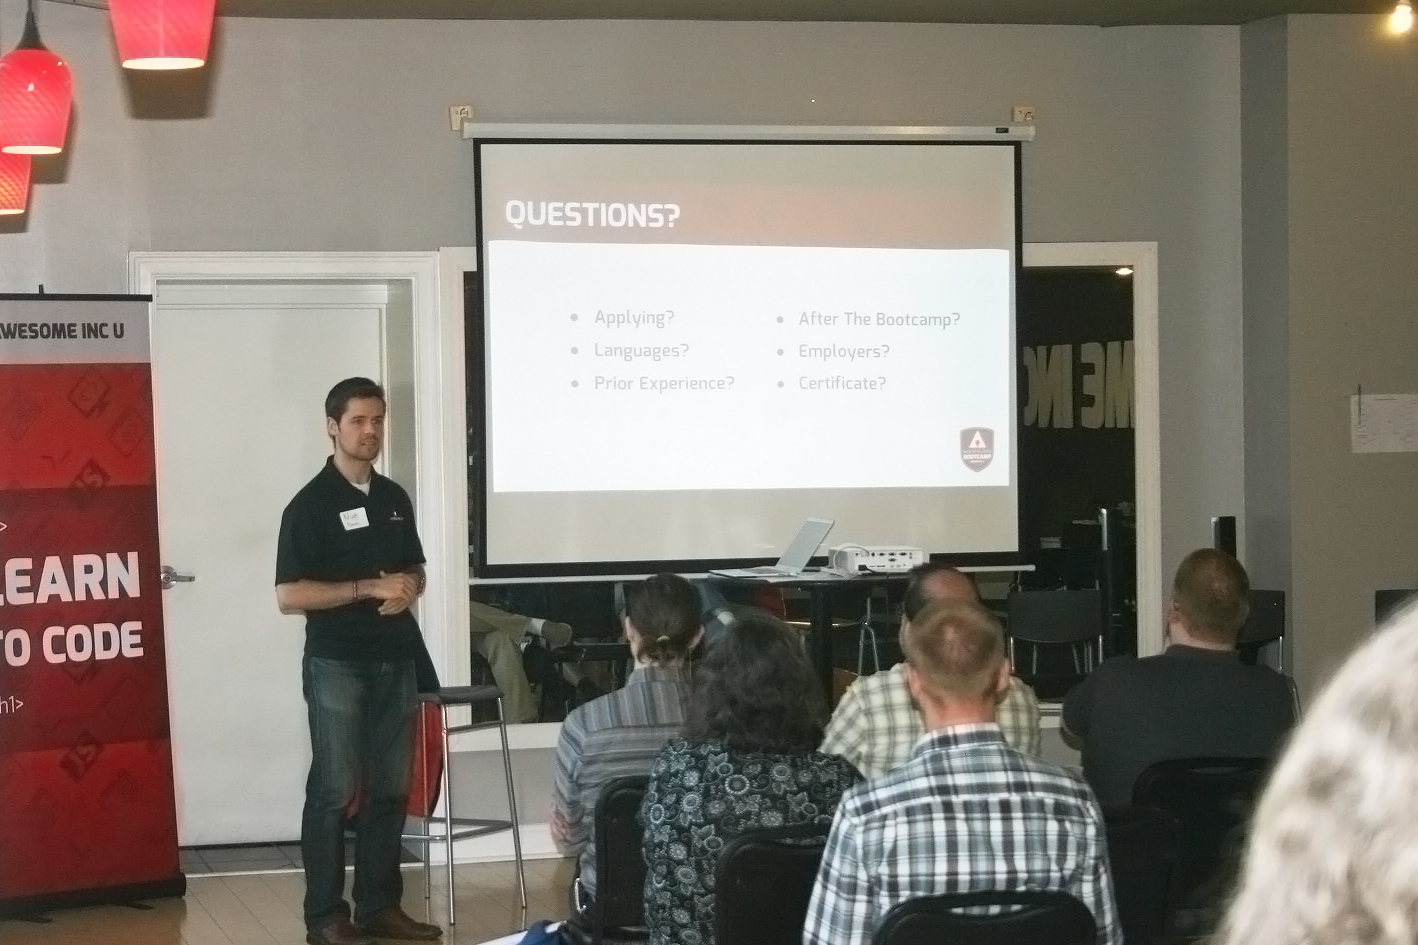 AWESOME INC U
LEARN
TO CODE
h1>
QUESTIONS?
• Applying?
• Languages?
• Prior Experience?
• After The Bootcamp?
• Employers?
• Certificate?
BOOTCAMP
ME INC